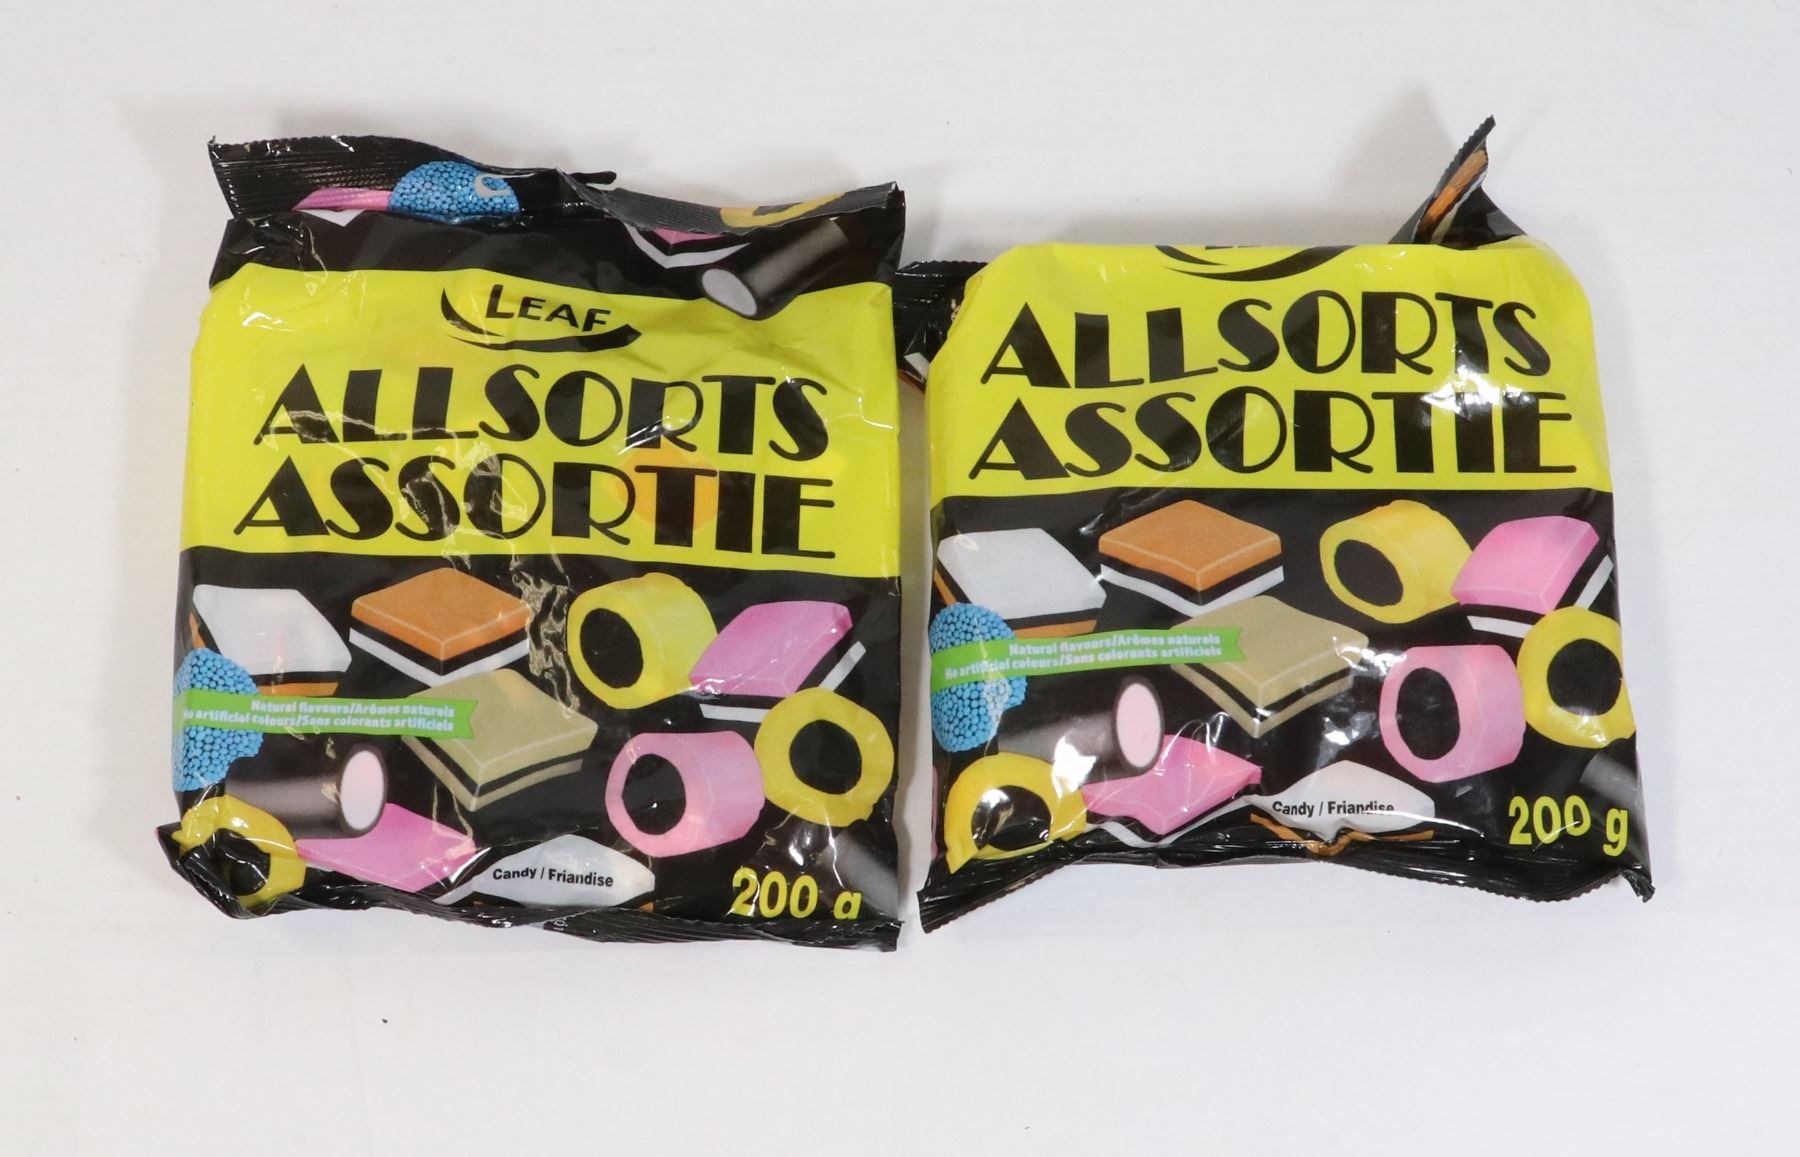 LEAF
ALLSORTS
ASSORTIE
Natural flavours/Arômes naturels
No artificial colours/Sans colorants artificiels
Candy / Friandise
200 g
ALLSORTS
ASSORTIE
Natural flavours/Arômes naturels
No artificial colours/Sans colorants artificiels
Candy / Friandise
200 g